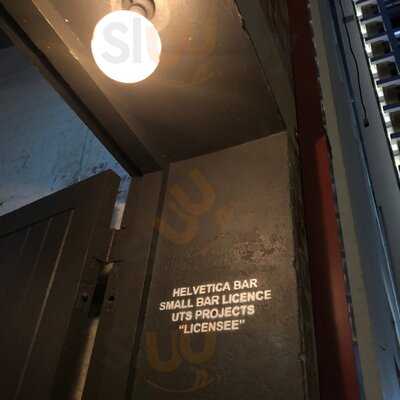 HELVETICA BAR
SMALL BAR LICENCE
UTS PROJECTS
“LICENSEE”